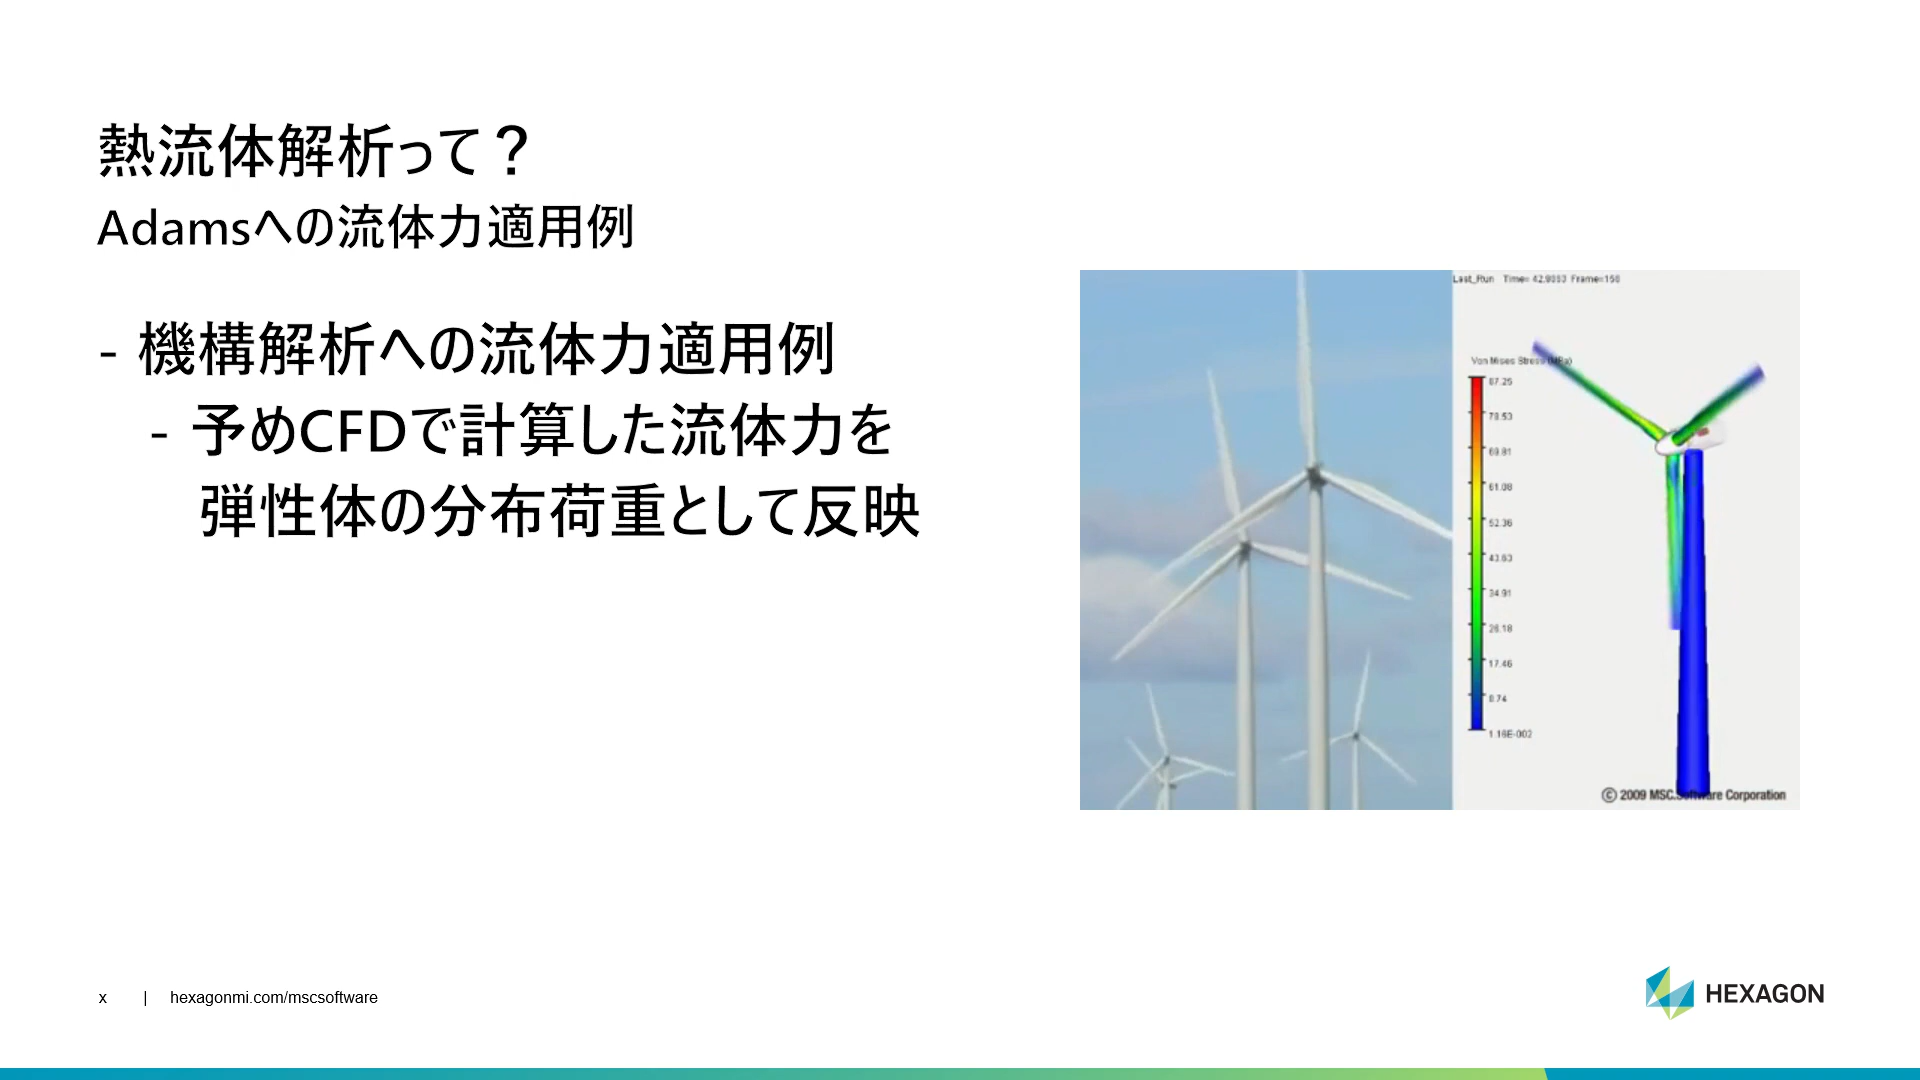 熱流体解析って？
Adamsへの流体力適用例
- 機構解析への流体力適用例
- 予めCFDで計算した流体力を
弾性体の分布荷重として反映
Last_Run Time= 42.9053 Frame=150
Von Mises Stress (MPa)
87.25
78.53
69.81
61.08
52.36
43.63
34.91
26.18
17.46
8.74
1.16E-002
© 2009 MSC.Software Corporation
x | hexagonmi.com/mscsoftware
HEXAGON